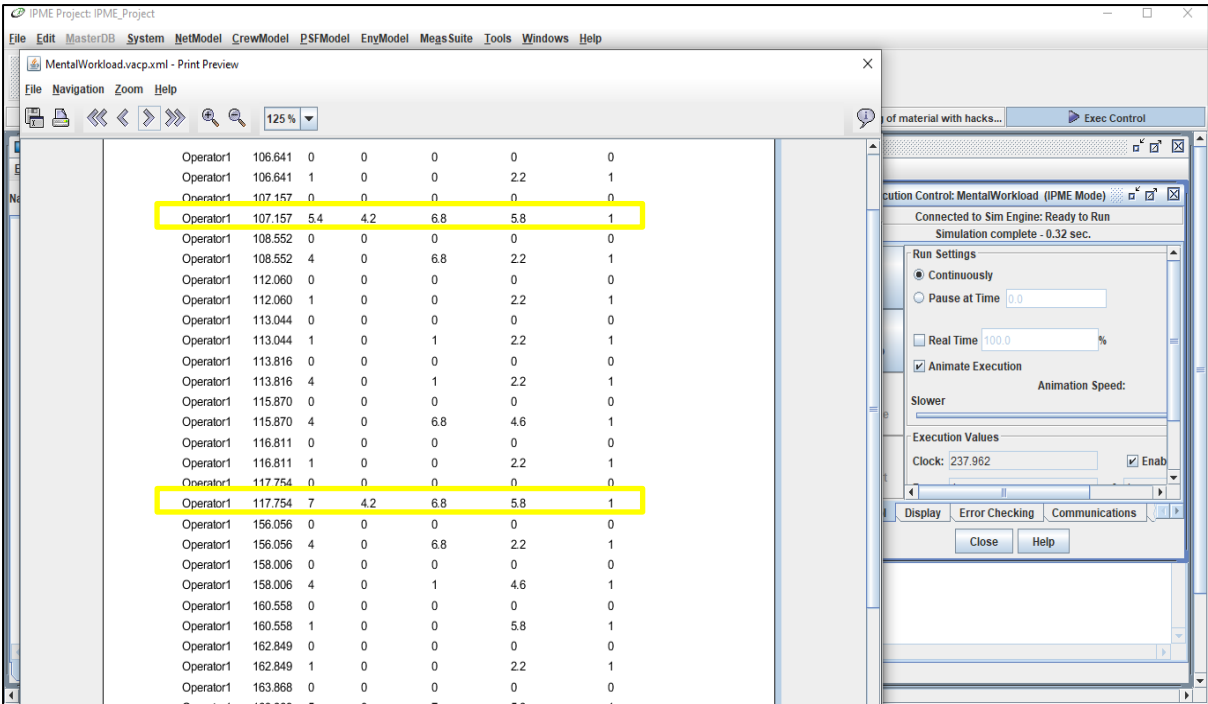 IPME Project: IPME_Project
File Edit MasterDB System NetModel CrewModel PSFModel EnvModel MeasSuite Tools Windows Help
MentalWorkload.vacp.xml - Print Preview
File Navigation Zoom Help
125 %
of material with hacks... Exec Control
Operator1 106.641 0 0 0 0 0
Operator1 106.641 1 0 0 2.2 1
Operator1 107.157 0 0 0 0 0
Operator1 107.157 5.4 4.2 6.8 5.8 1
Operator1 108.552 0 0 0 0 0
Operator1 108.552 4 0 6.8 2.2 1
Operator1 112.060 0 0 0 0 0
Operator1 112.060 1 0 0 2.2 1
Operator1 113.044 0 0 0 0 0
Operator1 113.044 1 0 1 2.2 1
Operator1 113.816 0 0 0 0 0
Operator1 113.816 4 0 1 2.2 1
Operator1 115.870 0 0 0 0 0
Operator1 115.870 4 0 6.8 4.6 1
Operator1 116.811 0 0 0 0 0
Operator1 116.811 1 0 0 2.2 1
Operator1 117.754 0 0 0 0 0
Operator1 117.754 7 4.2 6.8 5.8 1
Operator1 156.056 0 0 0 0 0
Operator1 156.056 4 0 6.8 2.2 1
Operator1 158.006 0 0 0 0 0
Operator1 158.006 4 0 1 4.6 1
Operator1 160.558 0 0 0 0 0
Operator1 160.558 1 0 0 5.8 1
Operator1 162.849 0 0 0 0 0
Operator1 162.849 1 0 0 2.2 1
Operator1 163.868 0 0 0 0 0
Na
cution Control: MentalWorkload (IPME Mode)
Connected to Sim Engine: Ready to Run
Simulation complete - 0.32 sec.
Run Settings
Continuously
Pause at Time 0.0
Real Time 100.0 %
Animate Execution
Animation Speed:
Slower
Execution Values
Clock: 237.962 Enab
Display Error Checking Communications
Close Help